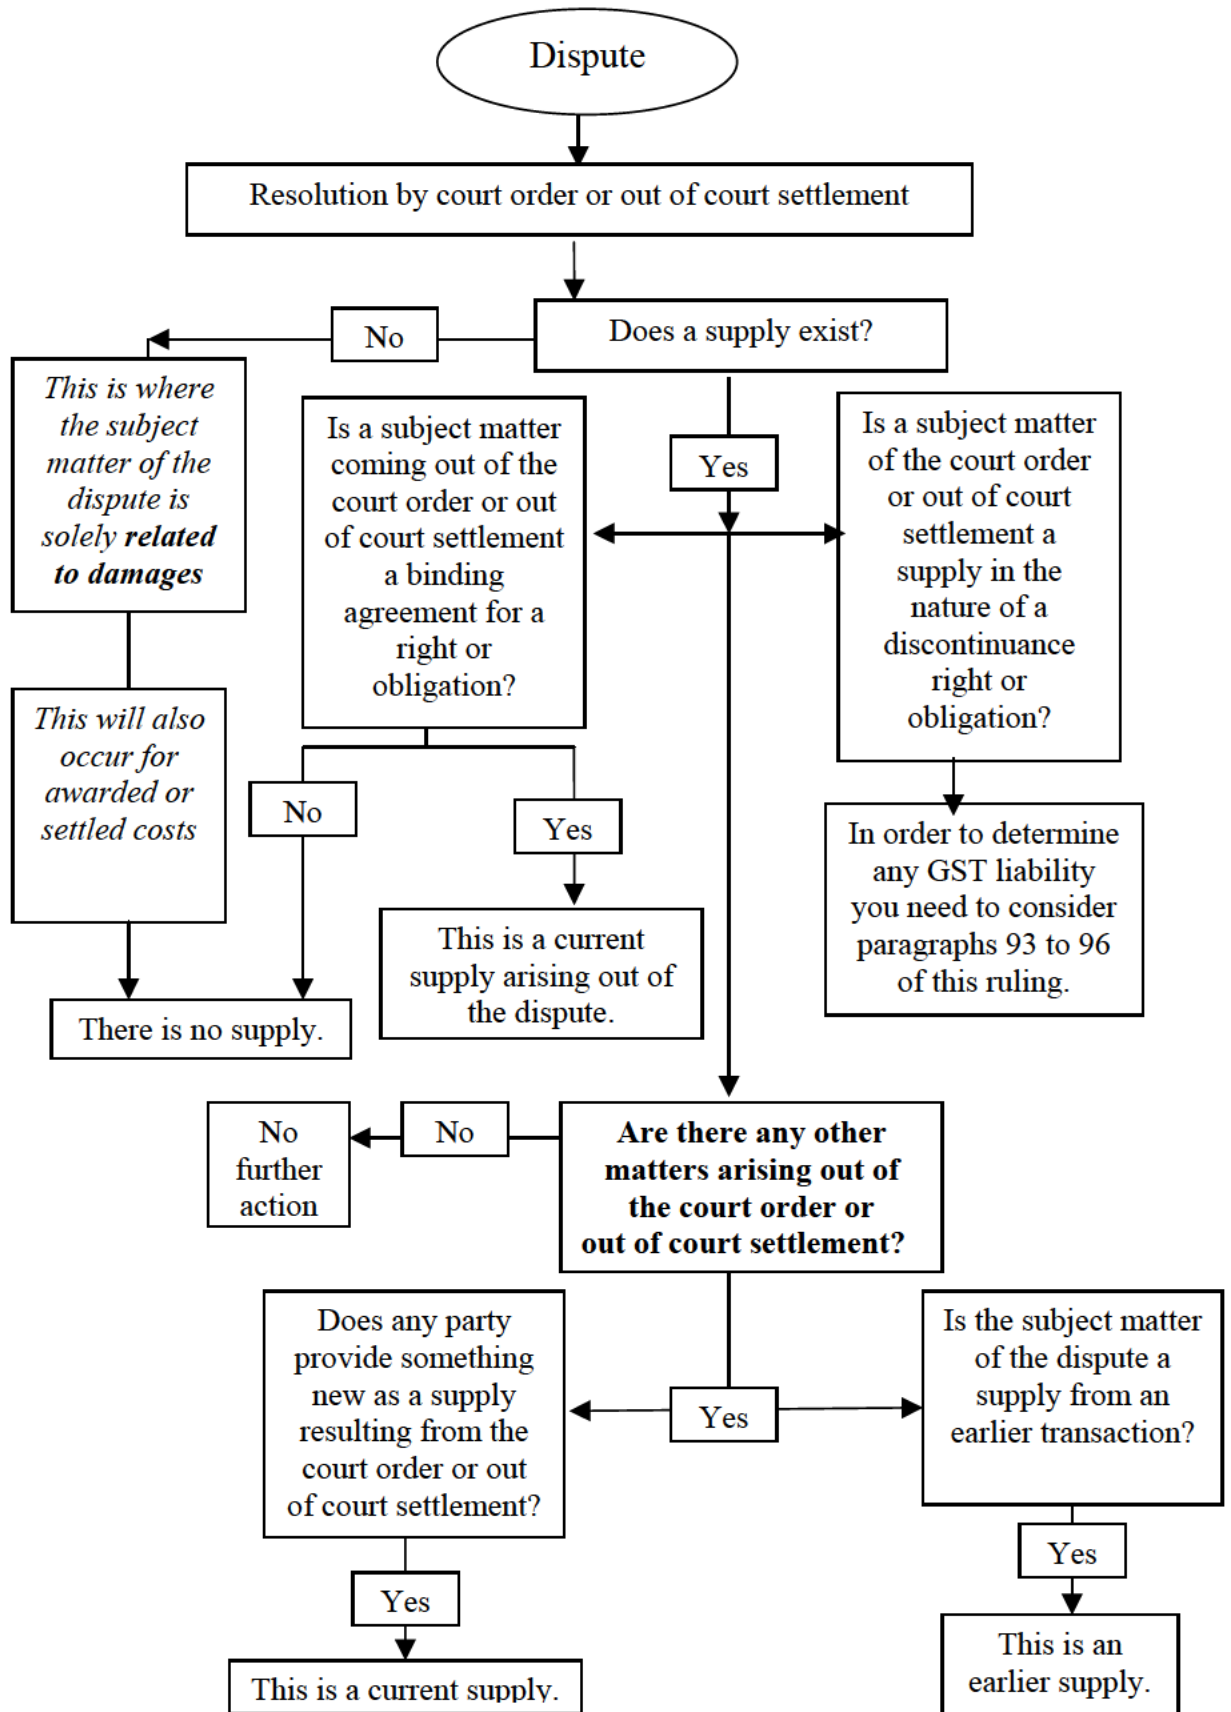 Dispute
Resolution by court order or out of court settlement
Does a supply exist?
No
This is where
the subject
matter of the
dispute is
solely related
to damages
This will also
occur for
awarded or
settled costs
Yes
Is a subject matter
coming out of the
court order or out
of court settlement
a binding
agreement for a
right or
obligation?
No
Yes
There is no supply.
This is a current
supply arising out of
the dispute.
Is a subject matter
of the court order
or out of court
settlement a
supply in the
nature of a
discontinuance
right or
obligation?
In order to determine
any GST liability
you need to consider
paragraphs 93 to 96
of this ruling.
Are there any other
matters arising out of
the court order or
out of court settlement?
No
No
further
action
Yes
Does any party
provide something
new as a supply
resulting from the
court order or out
of court settlement?
Yes
This is a current supply.
Is the subject matter
of the dispute a
supply from an
earlier transaction?
Yes
This is an
earlier supply.